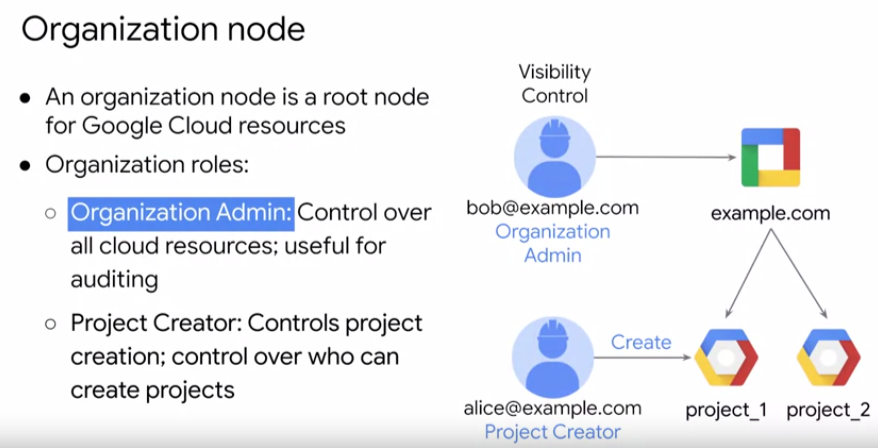 Organization node
● An organization node is a root node
for Google Cloud resources
● Organization roles:
○ Organization Admin: Control over
all cloud resources; useful for
auditing
○ Project Creator: Controls project
creation; control over who can
create projects
Visibility
Control
bob@example.com
Organization
Admin
example.com
Create
alice@example.com
Project Creator
project_1
project_2